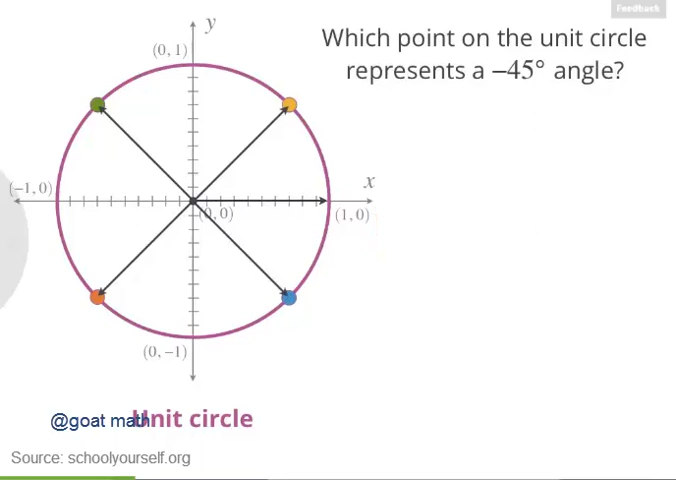 Feedback
Which point on the unit circle
represents a −45° angle?
y
(0, 1)
(−1, 0)
x
(0, 0)
(1, 0)
(0, −1)
@goat math
Unit circle
Source: schoolyourself.org